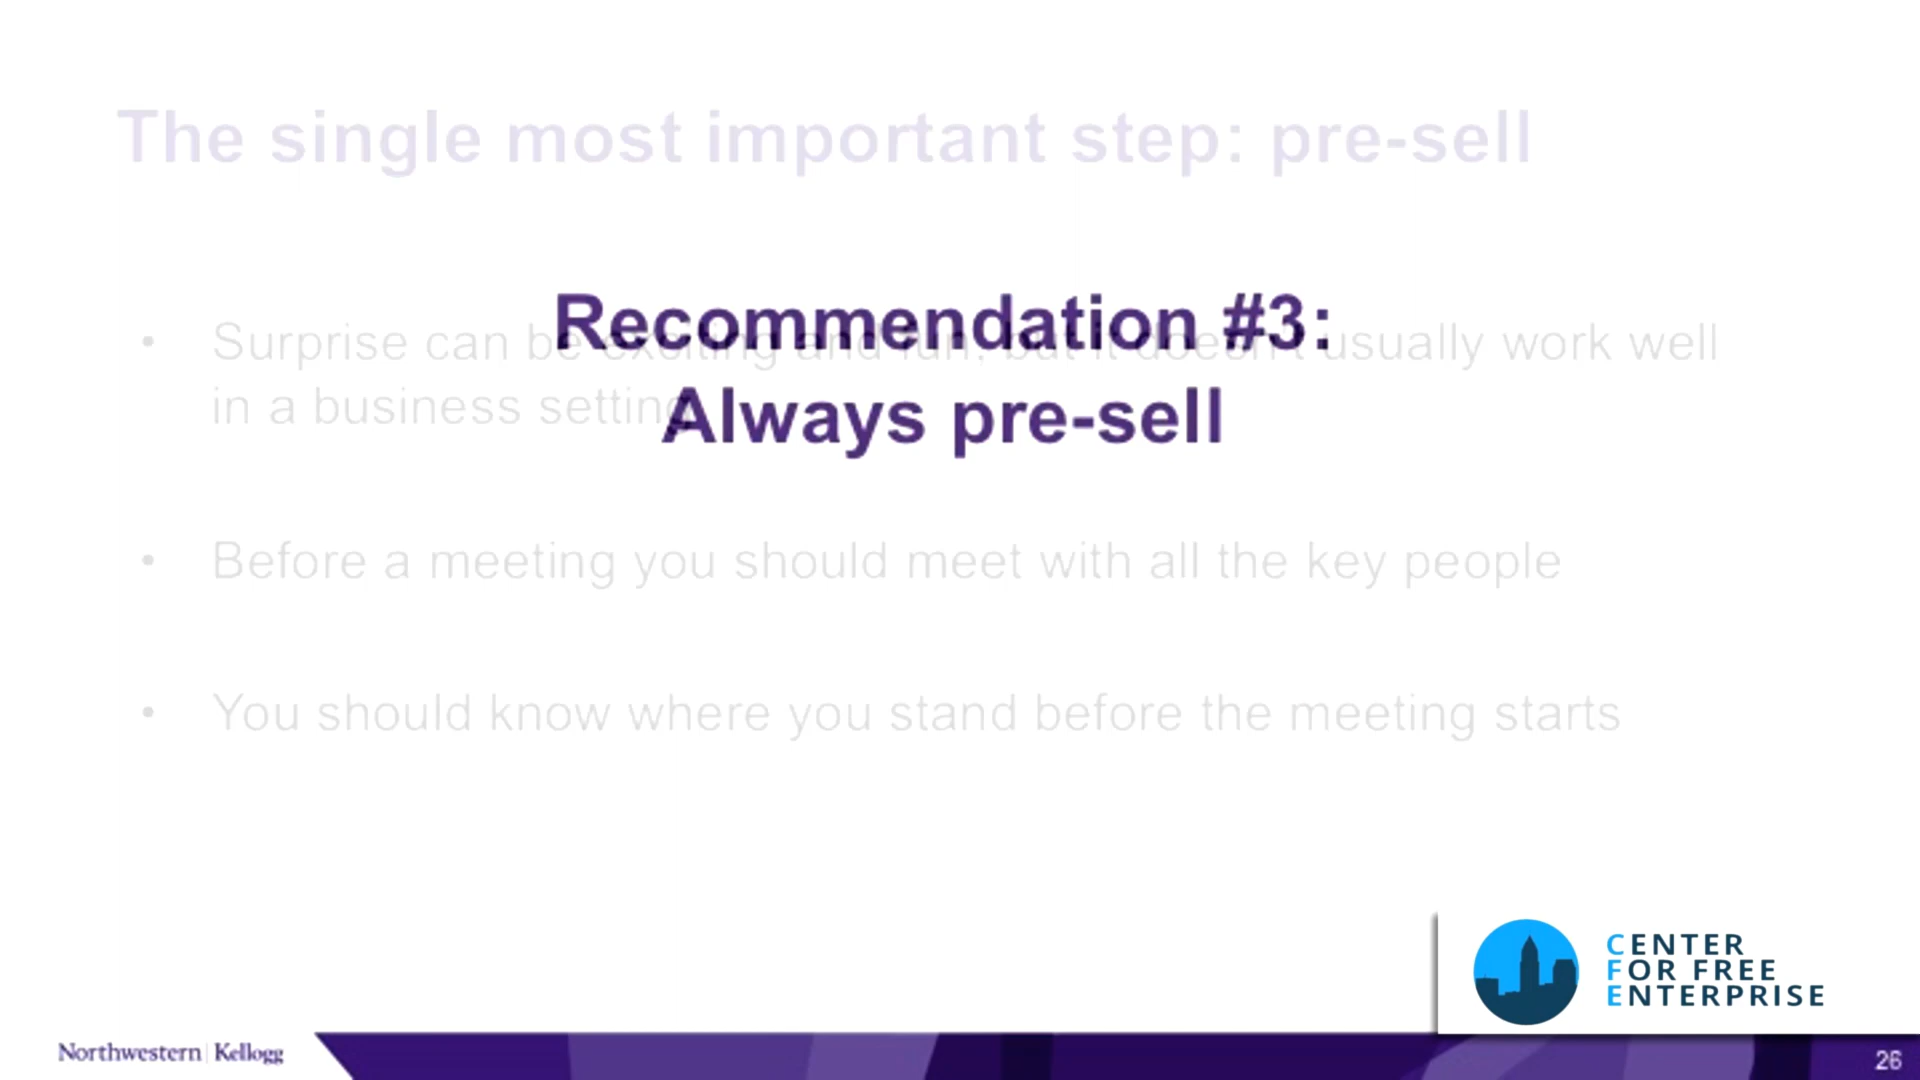 The single most important step: pre-sell
Recommendation #3:
Always pre-sell
• Surprise can be exciting and fun, but it doesn't usually work well
in a business setting
• Before a meeting you should meet with all the key people
• You should know where you stand before the meeting starts
CENTER
FOR FREE
ENTERPRISE
Northwestern | Kellogg
26